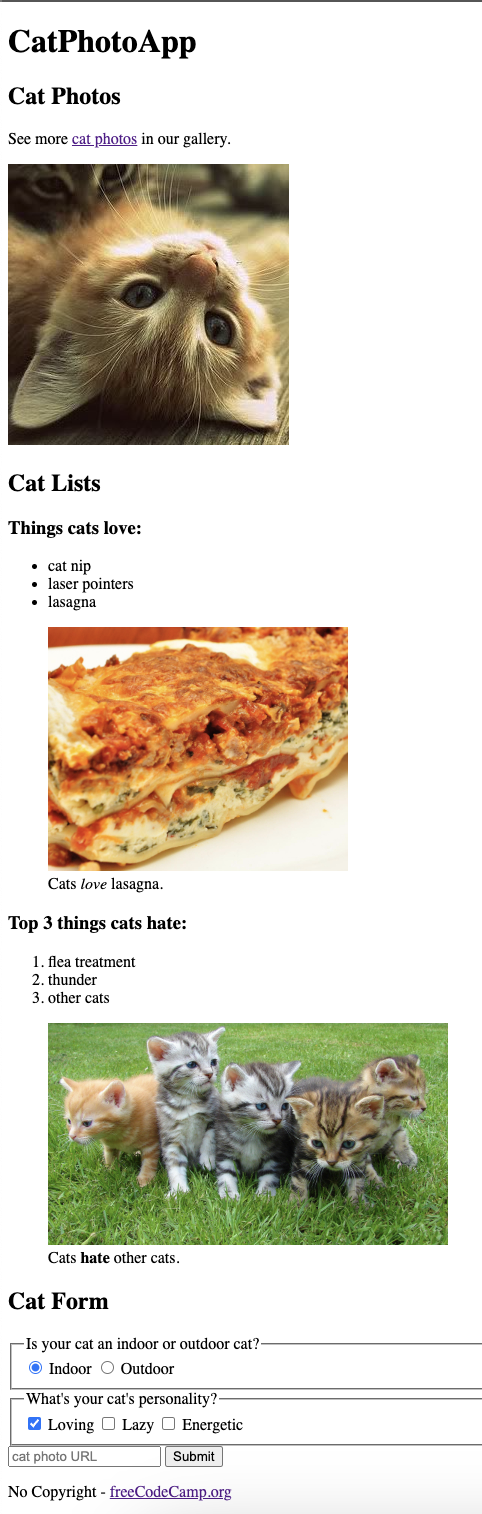 CatPhotoApp
Cat Photos
See more cat photos in our gallery.
Cat Lists
Things cats love:
• cat nip
• laser pointers
• lasagna
Cats love lasagna.
Top 3 things cats hate:
1. flea treatment
2. thunder
3. other cats
Cats hate other cats.
Cat Form
Is your cat an indoor or outdoor cat?
Indoor Outdoor
What's your cat's personality?
Loving Lazy Energetic
cat photo URL Submit
No Copyright - freeCodeCamp.org